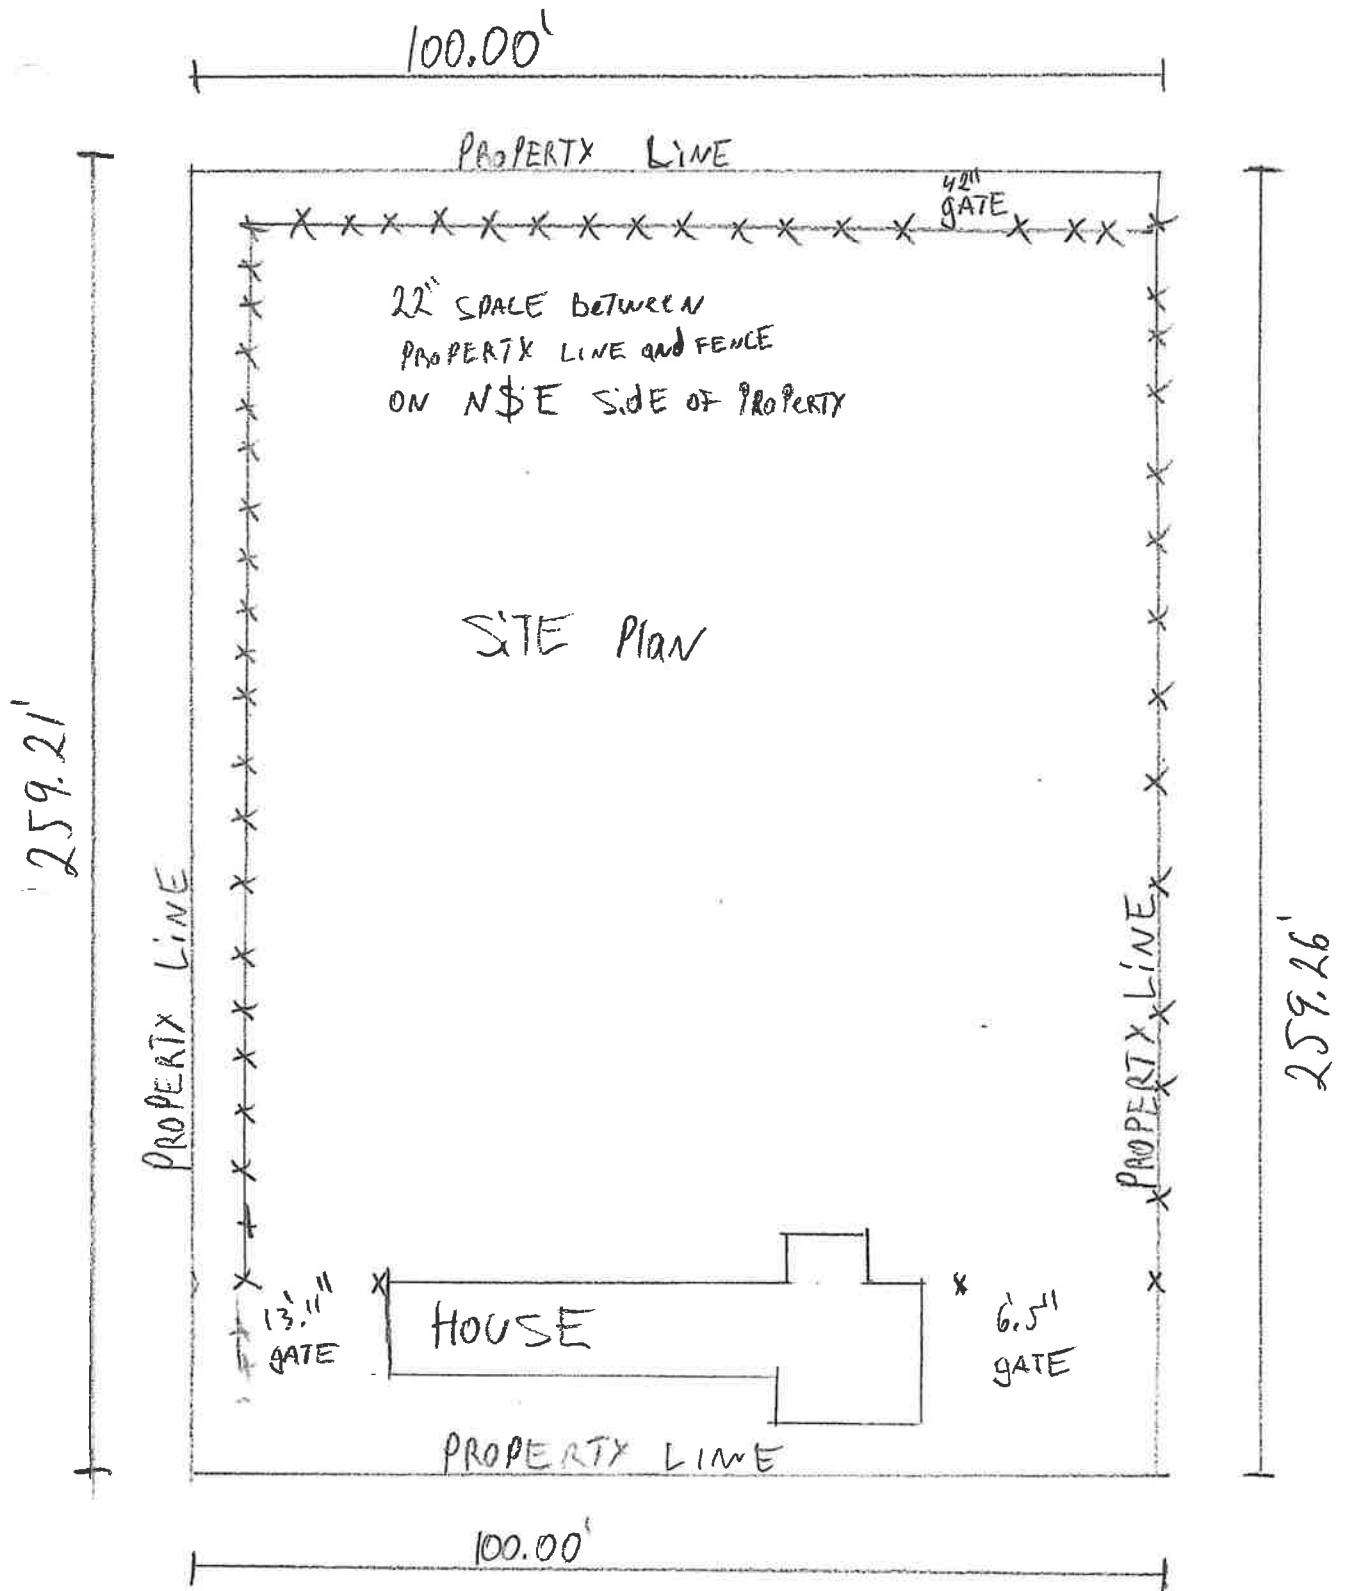 100.00'
PROPERTY LINE
42"
gATE
22" SPACE BETWEEN
PROPERTY LINE and FENCE
ON N$E SidE OF PROPERTY
SiTE Plan
259.21'
PROPERTY LiNE
PROPERTY LiNE
259.26'
13'.11"
gATE
HOUSE
6'.5"
gATE
PROPERTY LINE
100.00'